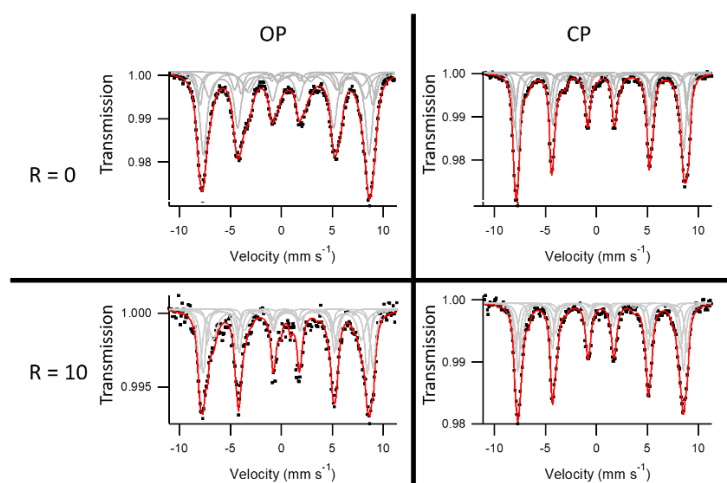 OP
CP
R = 0
Transmission
1.00
0.99
0.98
-10 -5 0 5 10
Velocity (mm s⁻¹)
Transmission
1.00
0.99
0.98
-10 -5 0 5 10
Velocity (mm s⁻¹)
R = 10
Transmission
1.000
0.995
-10 -5 0 5 10
Velocity (mm s⁻¹)
Transmission
1.00
0.99
0.98
-10 -5 0 5 10
Velocity (mm s⁻¹)